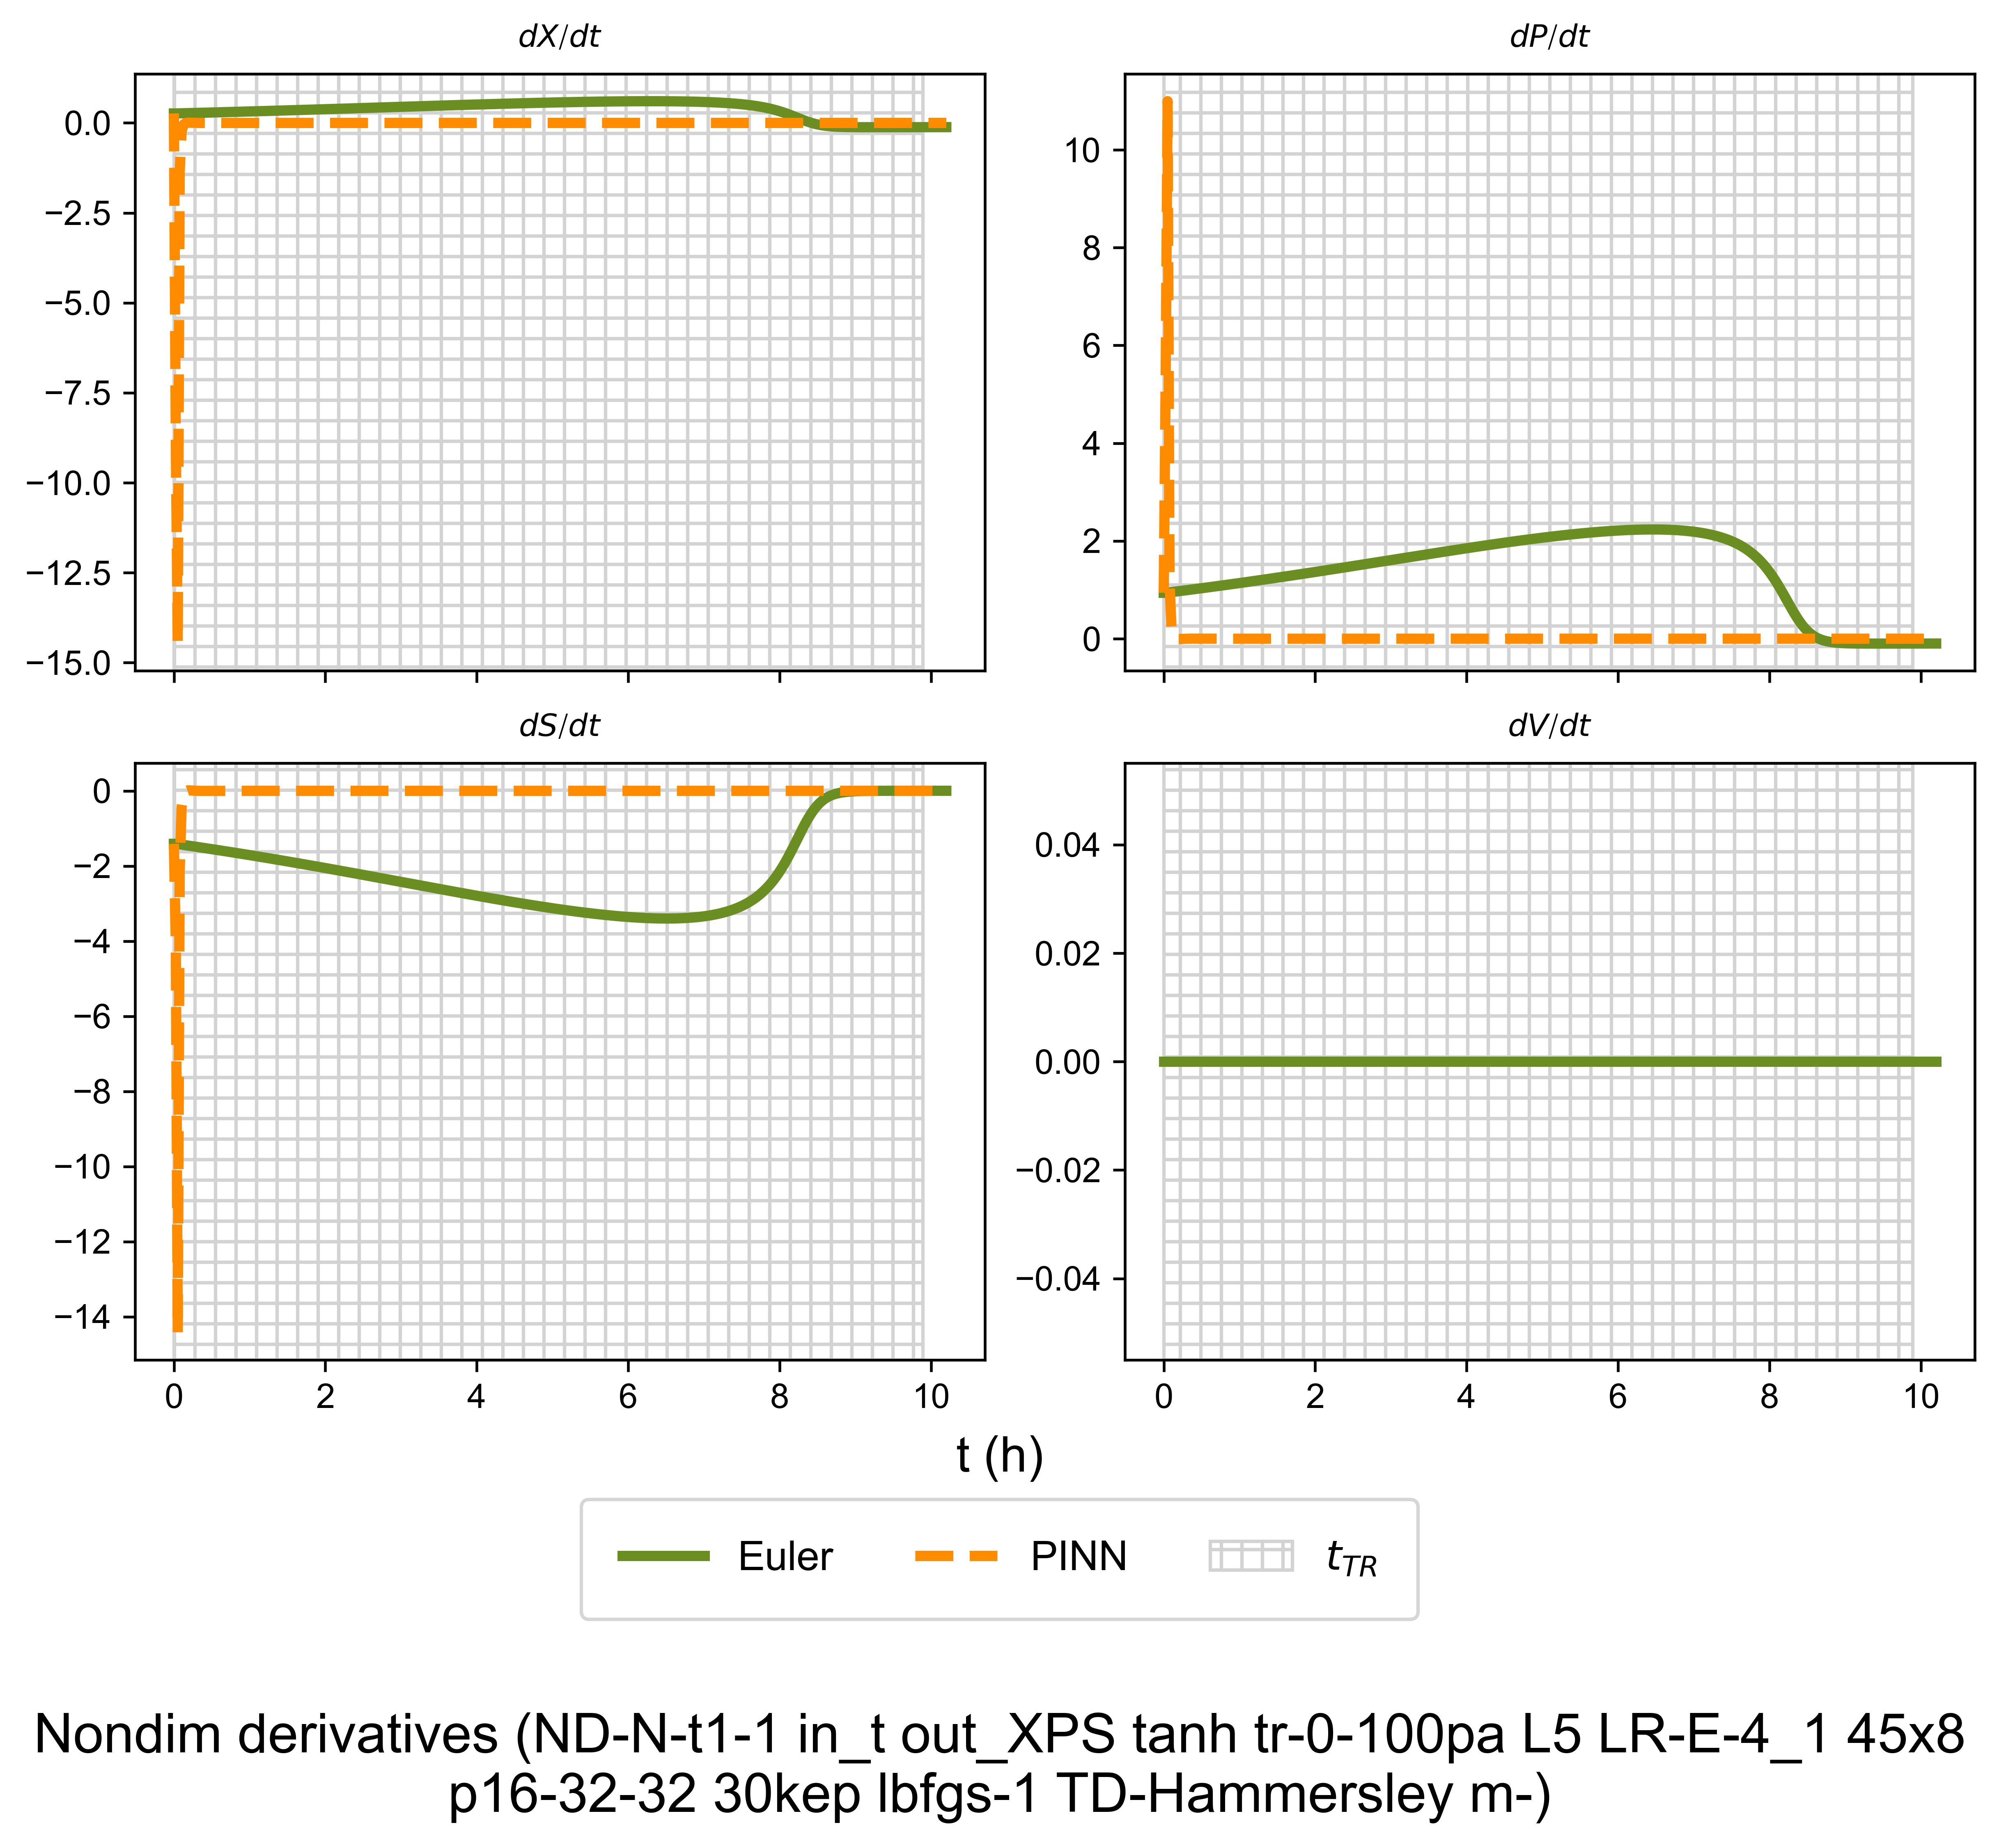 dX/dt
dP/dt
0.0
−2.5
−5.0
−7.5
−10.0
−12.5
−15.0
10
8
6
4
2
0
dS/dt
dV/dt
0
−2
−4
−6
−8
−10
−12
−14
0.04
0.02
0.00
−0.02
−0.04
0 2 4 6 8 10
0 2 4 6 8 10
t (h)
Euler PINN t_TR
Nondim derivatives (ND-N-t1-1 in_t out_XPS tanh tr-0-100pa L5 LR-E-4_1 45x8
p16-32-32 30kep lbfgs-1 TD-Hammersley m-)